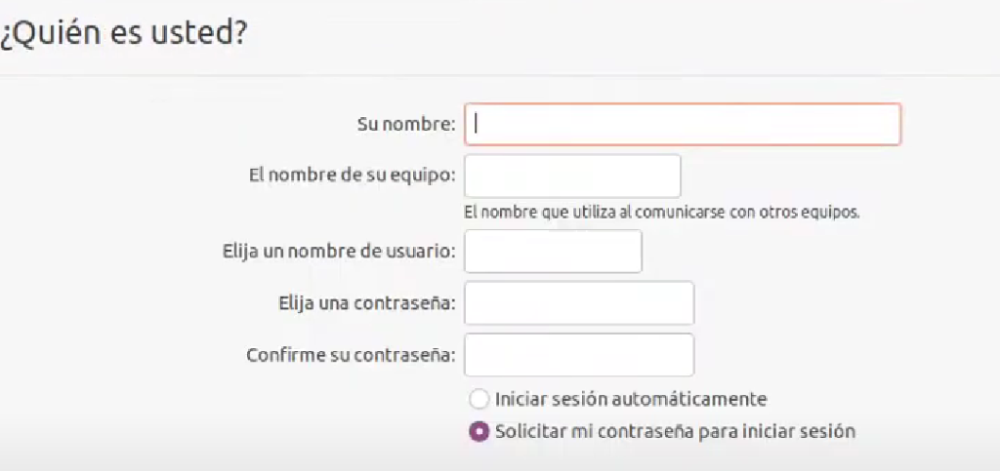 ¿Quién es usted?
Su nombre:
El nombre de su equipo:
El nombre que utiliza al comunicarse con otros equipos.
Elija un nombre de usuario:
Elija una contraseña:
Confirme su contraseña:
Iniciar sesión automáticamente
Solicitar mi contraseña para iniciar sesión